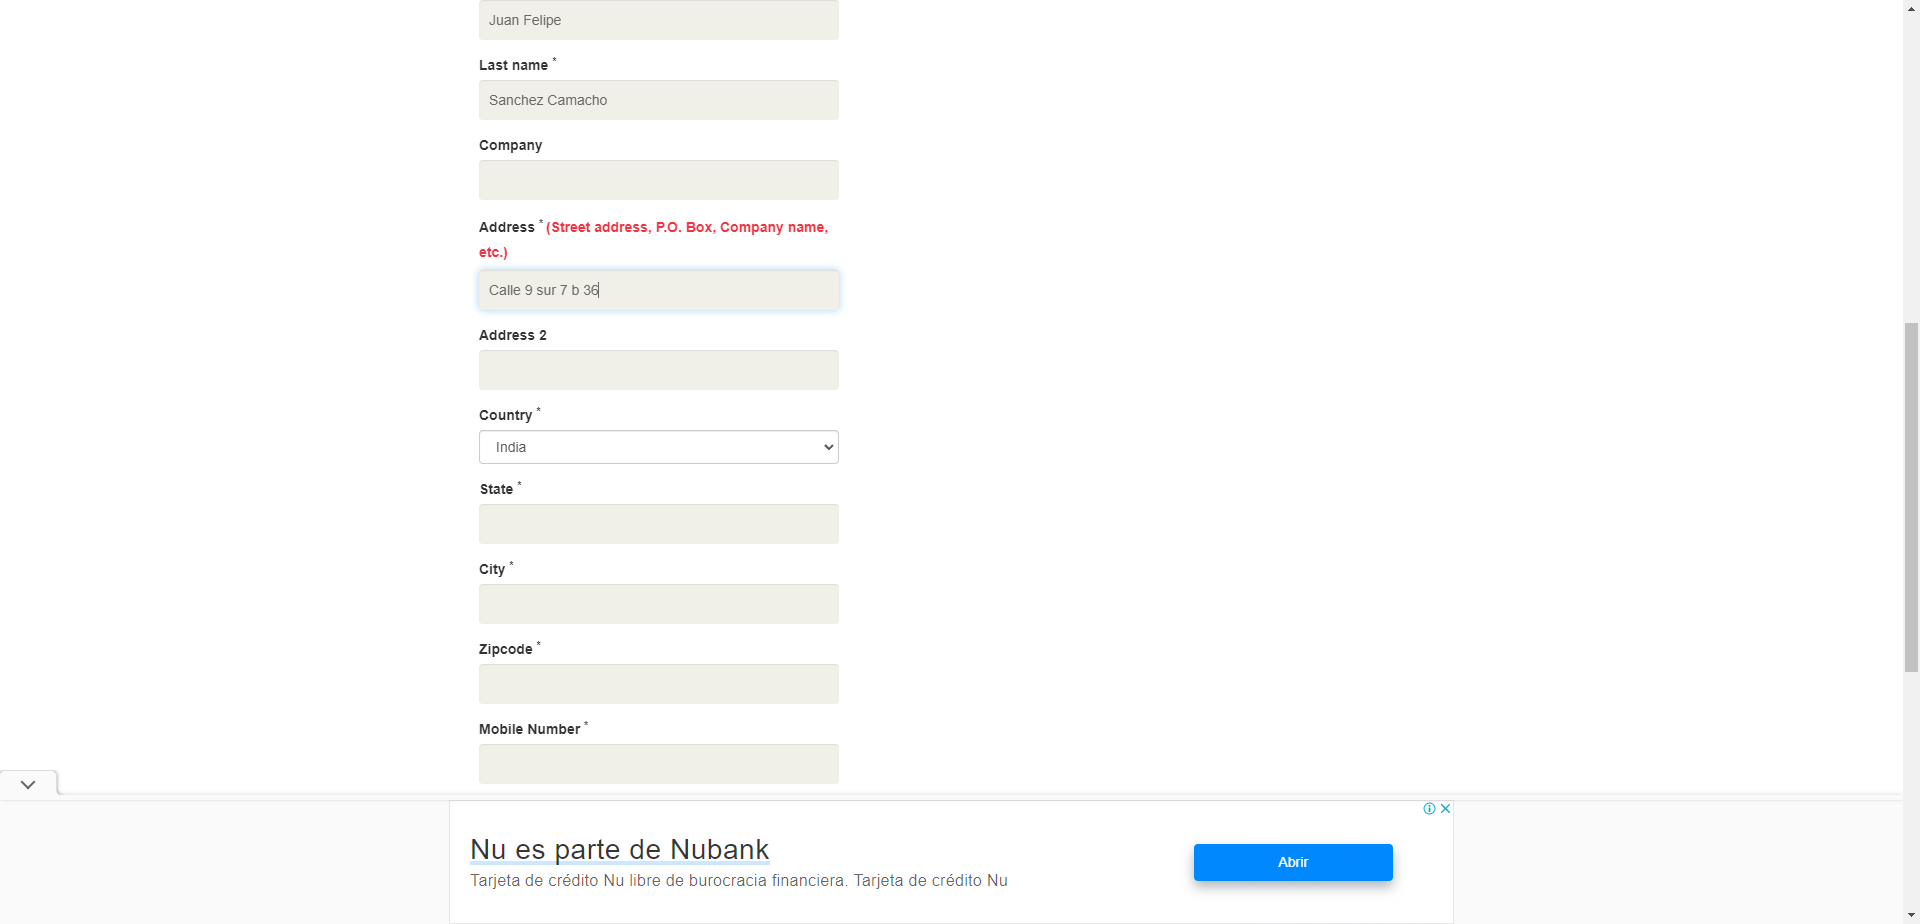 Juan Felipe
Last name *
Sanchez Camacho
Company
Address * (Street address, P.O. Box, Company name,
etc.)
Calle 9 sur 7 b 36
Address 2
Country *
India
State *
City *
Zipcode *
Mobile Number *
Nu es parte de Nubank
Tarjeta de crédito Nu libre de burocracia financiera. Tarjeta de crédito Nu
Abrir